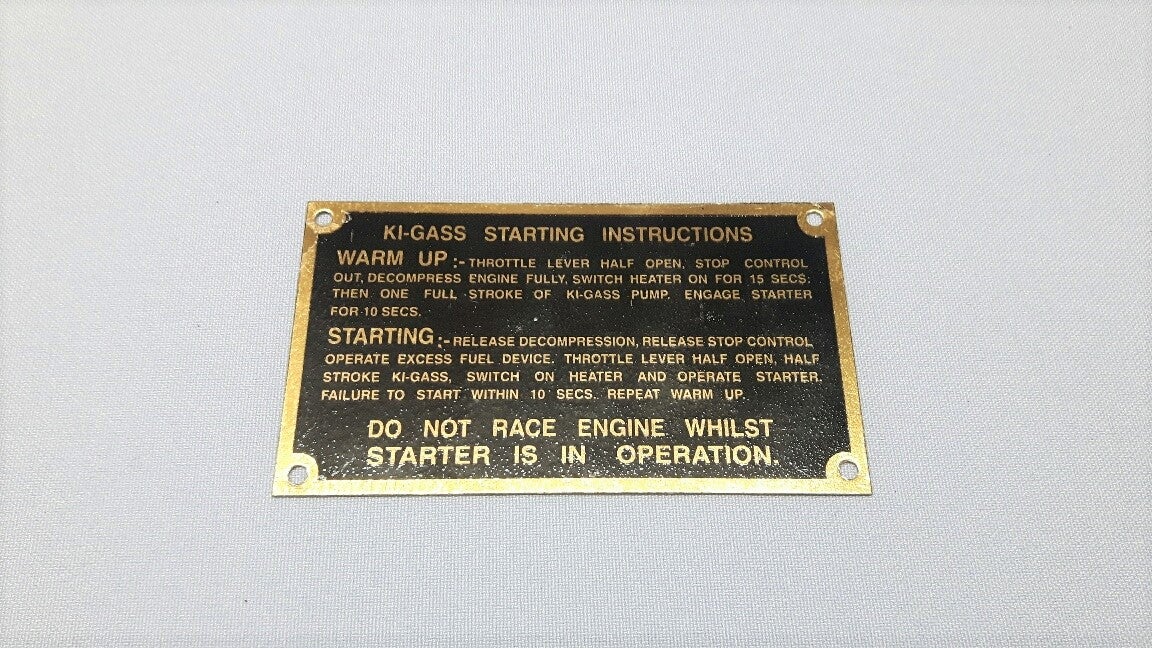 KI-GASS STARTING INSTRUCTIONS
WARM UP :- THROTTLE LEVER HALF OPEN, STOP CONTROL
OUT, DECOMPRESS ENGINE FULLY, SWITCH HEATER ON FOR 15 SECS:
THEN ONE FULL STROKE OF KI-GASS PUMP. ENGAGE STARTER
FOR 10 SECS.
STARTING :- RELEASE DECOMPRESSION, RELEASE STOP CONTROL
OPERATE EXCESS FUEL DEVICE. THROTTLE LEVER HALF OPEN, HALF
STROKE KI-GASS, SWITCH ON HEATER AND OPERATE STARTER.
FAILURE TO START WITHIN 10 SECS. REPEAT WARM UP.
DO NOT RACE ENGINE WHILST
STARTER IS IN OPERATION.